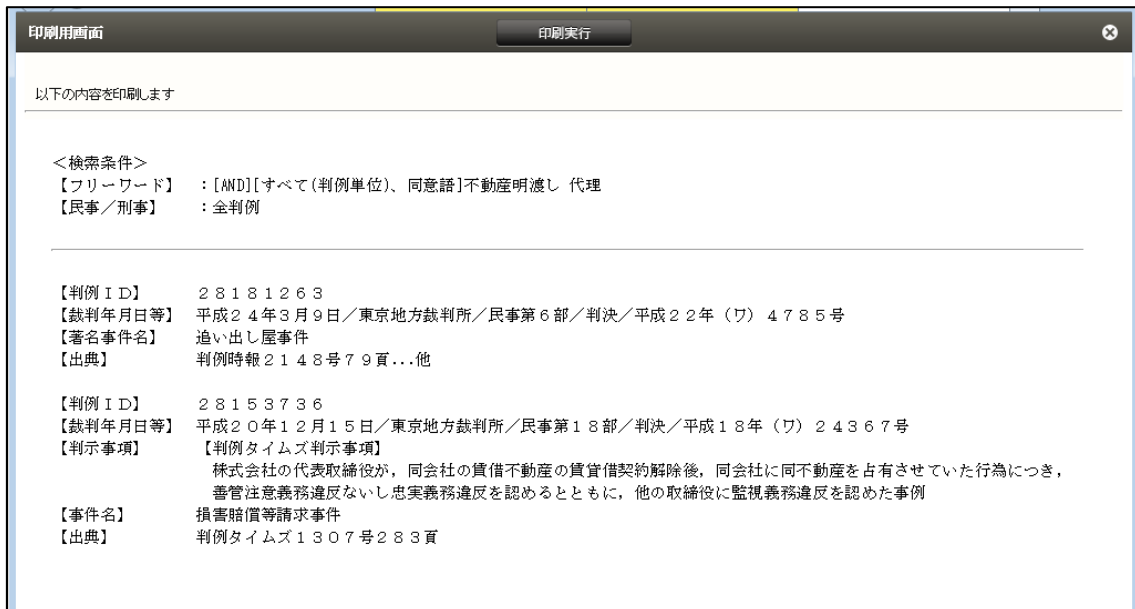 印刷用画面
印刷実行
以下の内容を印刷します
＜検索条件＞
【フリーワード】 ：[AND][すべて(判例単位)、同意語]不動産明渡し 代理
【民事／刑事】 ：全判例
【判例ＩＤ】 ２８１８１２６３
【裁判年月日等】 平成２４年３月９日／東京地方裁判所／民事第６部／判決／平成２２年（ワ）４７８５号
【著名事件名】 追い出し屋事件
【出典】 判例時報２１４８号７９頁...他
【判例ＩＤ】 ２８１５３７３６
【裁判年月日等】 平成２０年１２月１５日／東京地方裁判所／民事第１８部／判決／平成１８年（ワ）２４３６７号
【判示事項】 【判例タイムズ判示事項】
株式会社の代表取締役が，同会社の賃借不動産の賃貸借契約解除後，同会社に同不動産を占有させていた行為につき，
善管注意義務違反ないし忠実義務違反を認めるとともに，他の取締役に監視義務違反を認めた事例
【事件名】 損害賠償等請求事件
【出典】 判例タイムズ１３０７号２８３頁